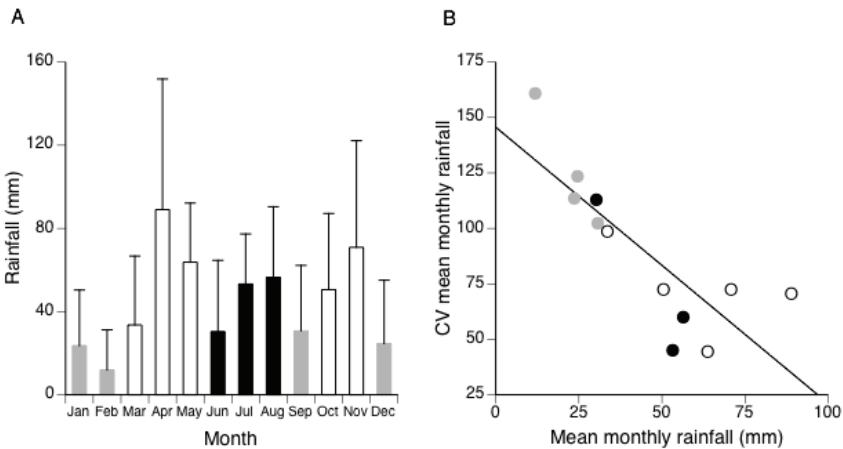 A
160
120
80
40
0
Rainfall (mm)
Jan Feb Mar Apr May Jun Jul Aug Sep Oct Nov Dec
Month
B
175
150
125
100
75
50
25
CV mean monthly rainfall
0 25 50 75 100
Mean monthly rainfall (mm)